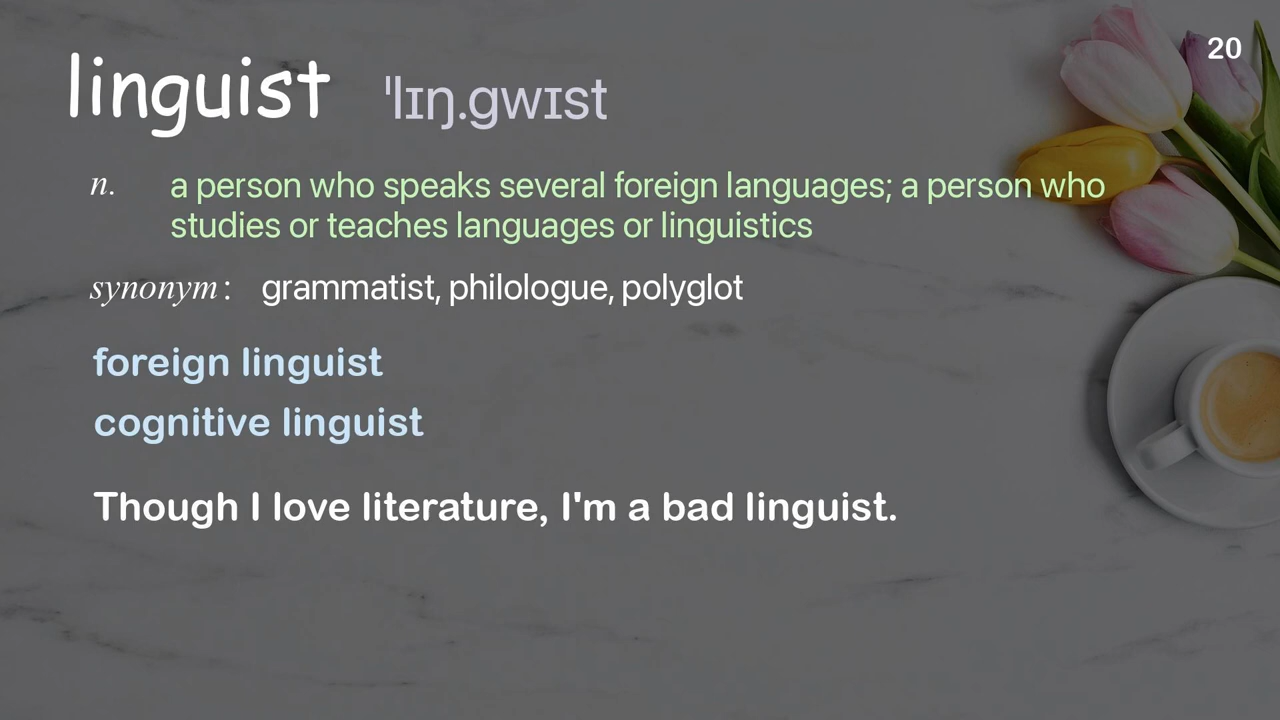 20
linguist ˈlɪŋ.gwɪst
n. a person who speaks several foreign languages; a person who
studies or teaches languages or linguistics
synonym: grammatist, philologue, polyglot
foreign linguist
cognitive linguist
Though I love literature, I'm a bad linguist.